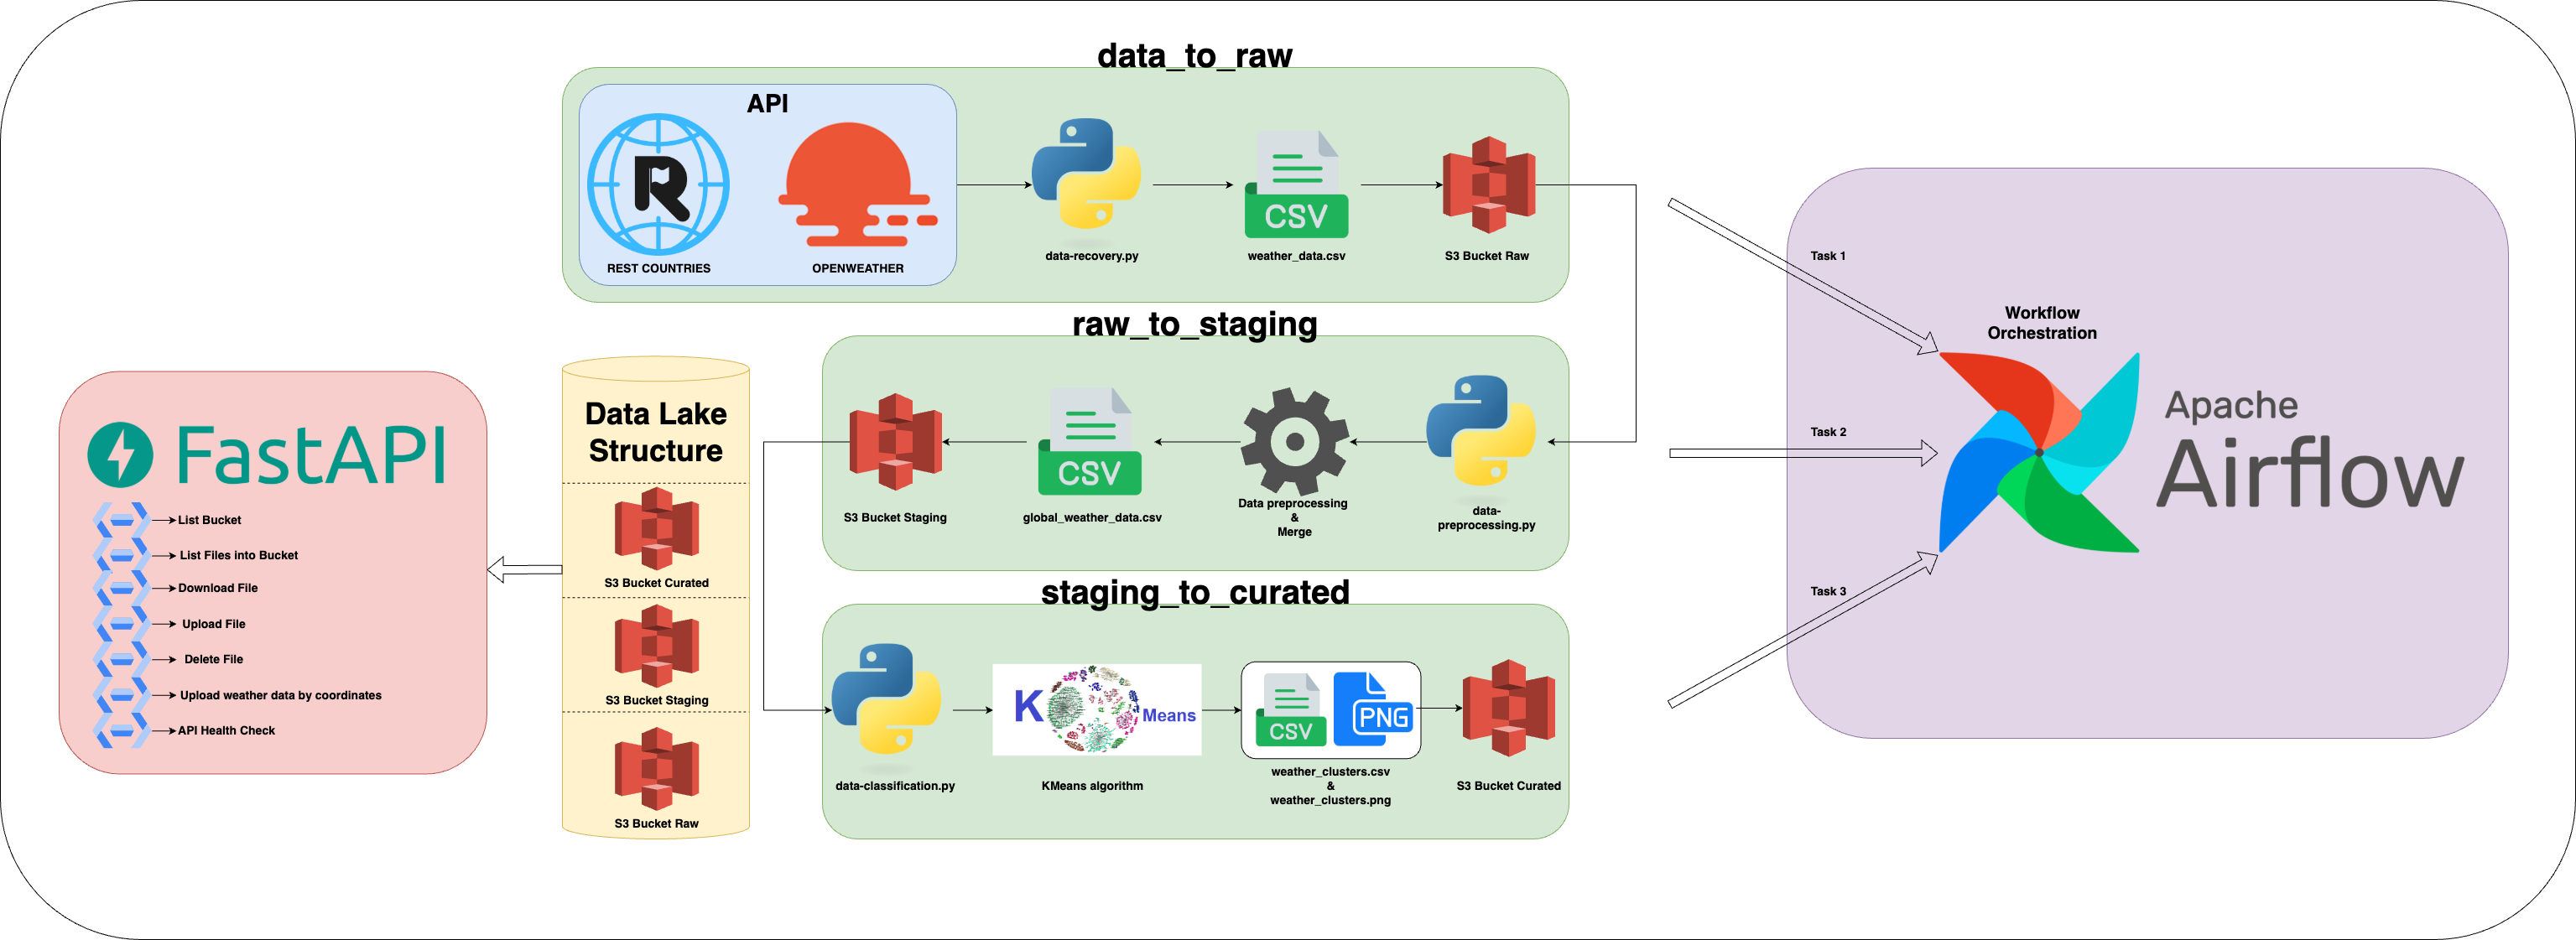 data_to_raw
API
REST COUNTRIES
OPENWEATHER
data-recovery.py
CSV
weather_data.csv
S3 Bucket Raw
raw_to_staging
S3 Bucket Staging
CSV
global_weather_data.csv
Data preprocessing
&
Merge
data-
preprocessing.py
staging_to_curated
data-classification.py
K
Means
KMeans algorithm
CSV
PNG
weather_clusters.csv
&
weather_clusters.png
S3 Bucket Curated
Data Lake
Structure
S3 Bucket Curated
S3 Bucket Staging
S3 Bucket Raw
FastAPI
List Bucket
List Files into Bucket
Download File
Upload File
Delete File
Upload weather data by coordinates
API Health Check
Task 1
Task 2
Task 3
Workflow
Orchestration
Apache
Airflow